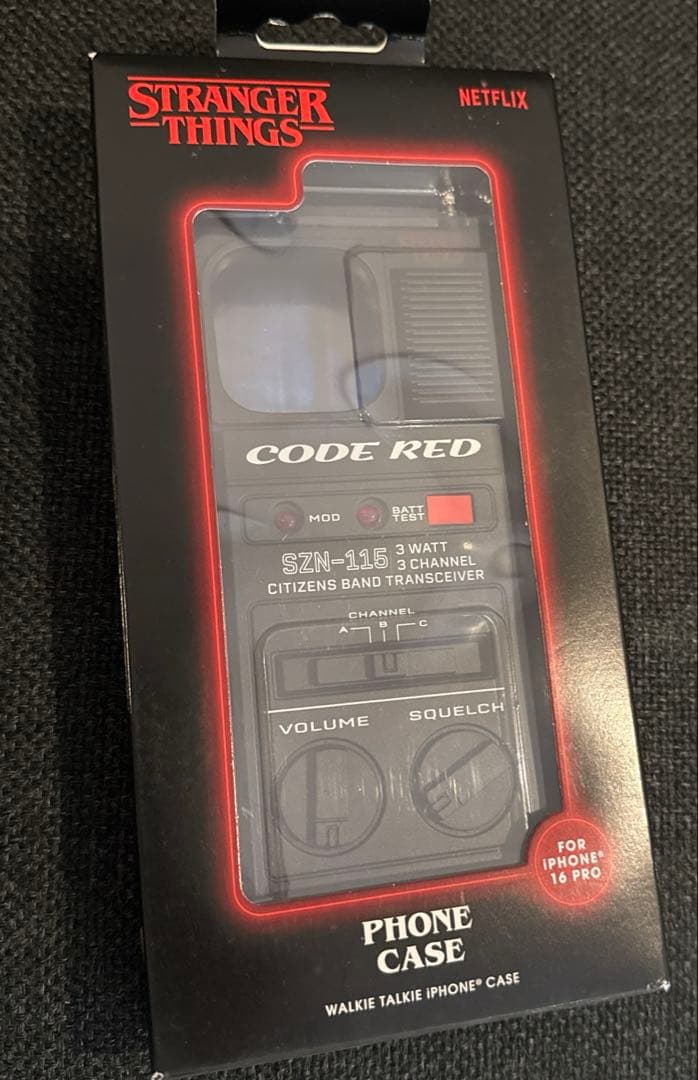 STRANGER
THINGS
NETFLIX
CODE RED
MOD
BATT
TEST
SZN-115
3 WATT
3 CHANNEL
CITIZENS BAND TRANSCEIVER
CHANNEL
A B C
VOLUME
SQUELCH
FOR
iPHONE®
16 PRO
PHONE
CASE
WALKIE TALKIE iPHONE® CASE